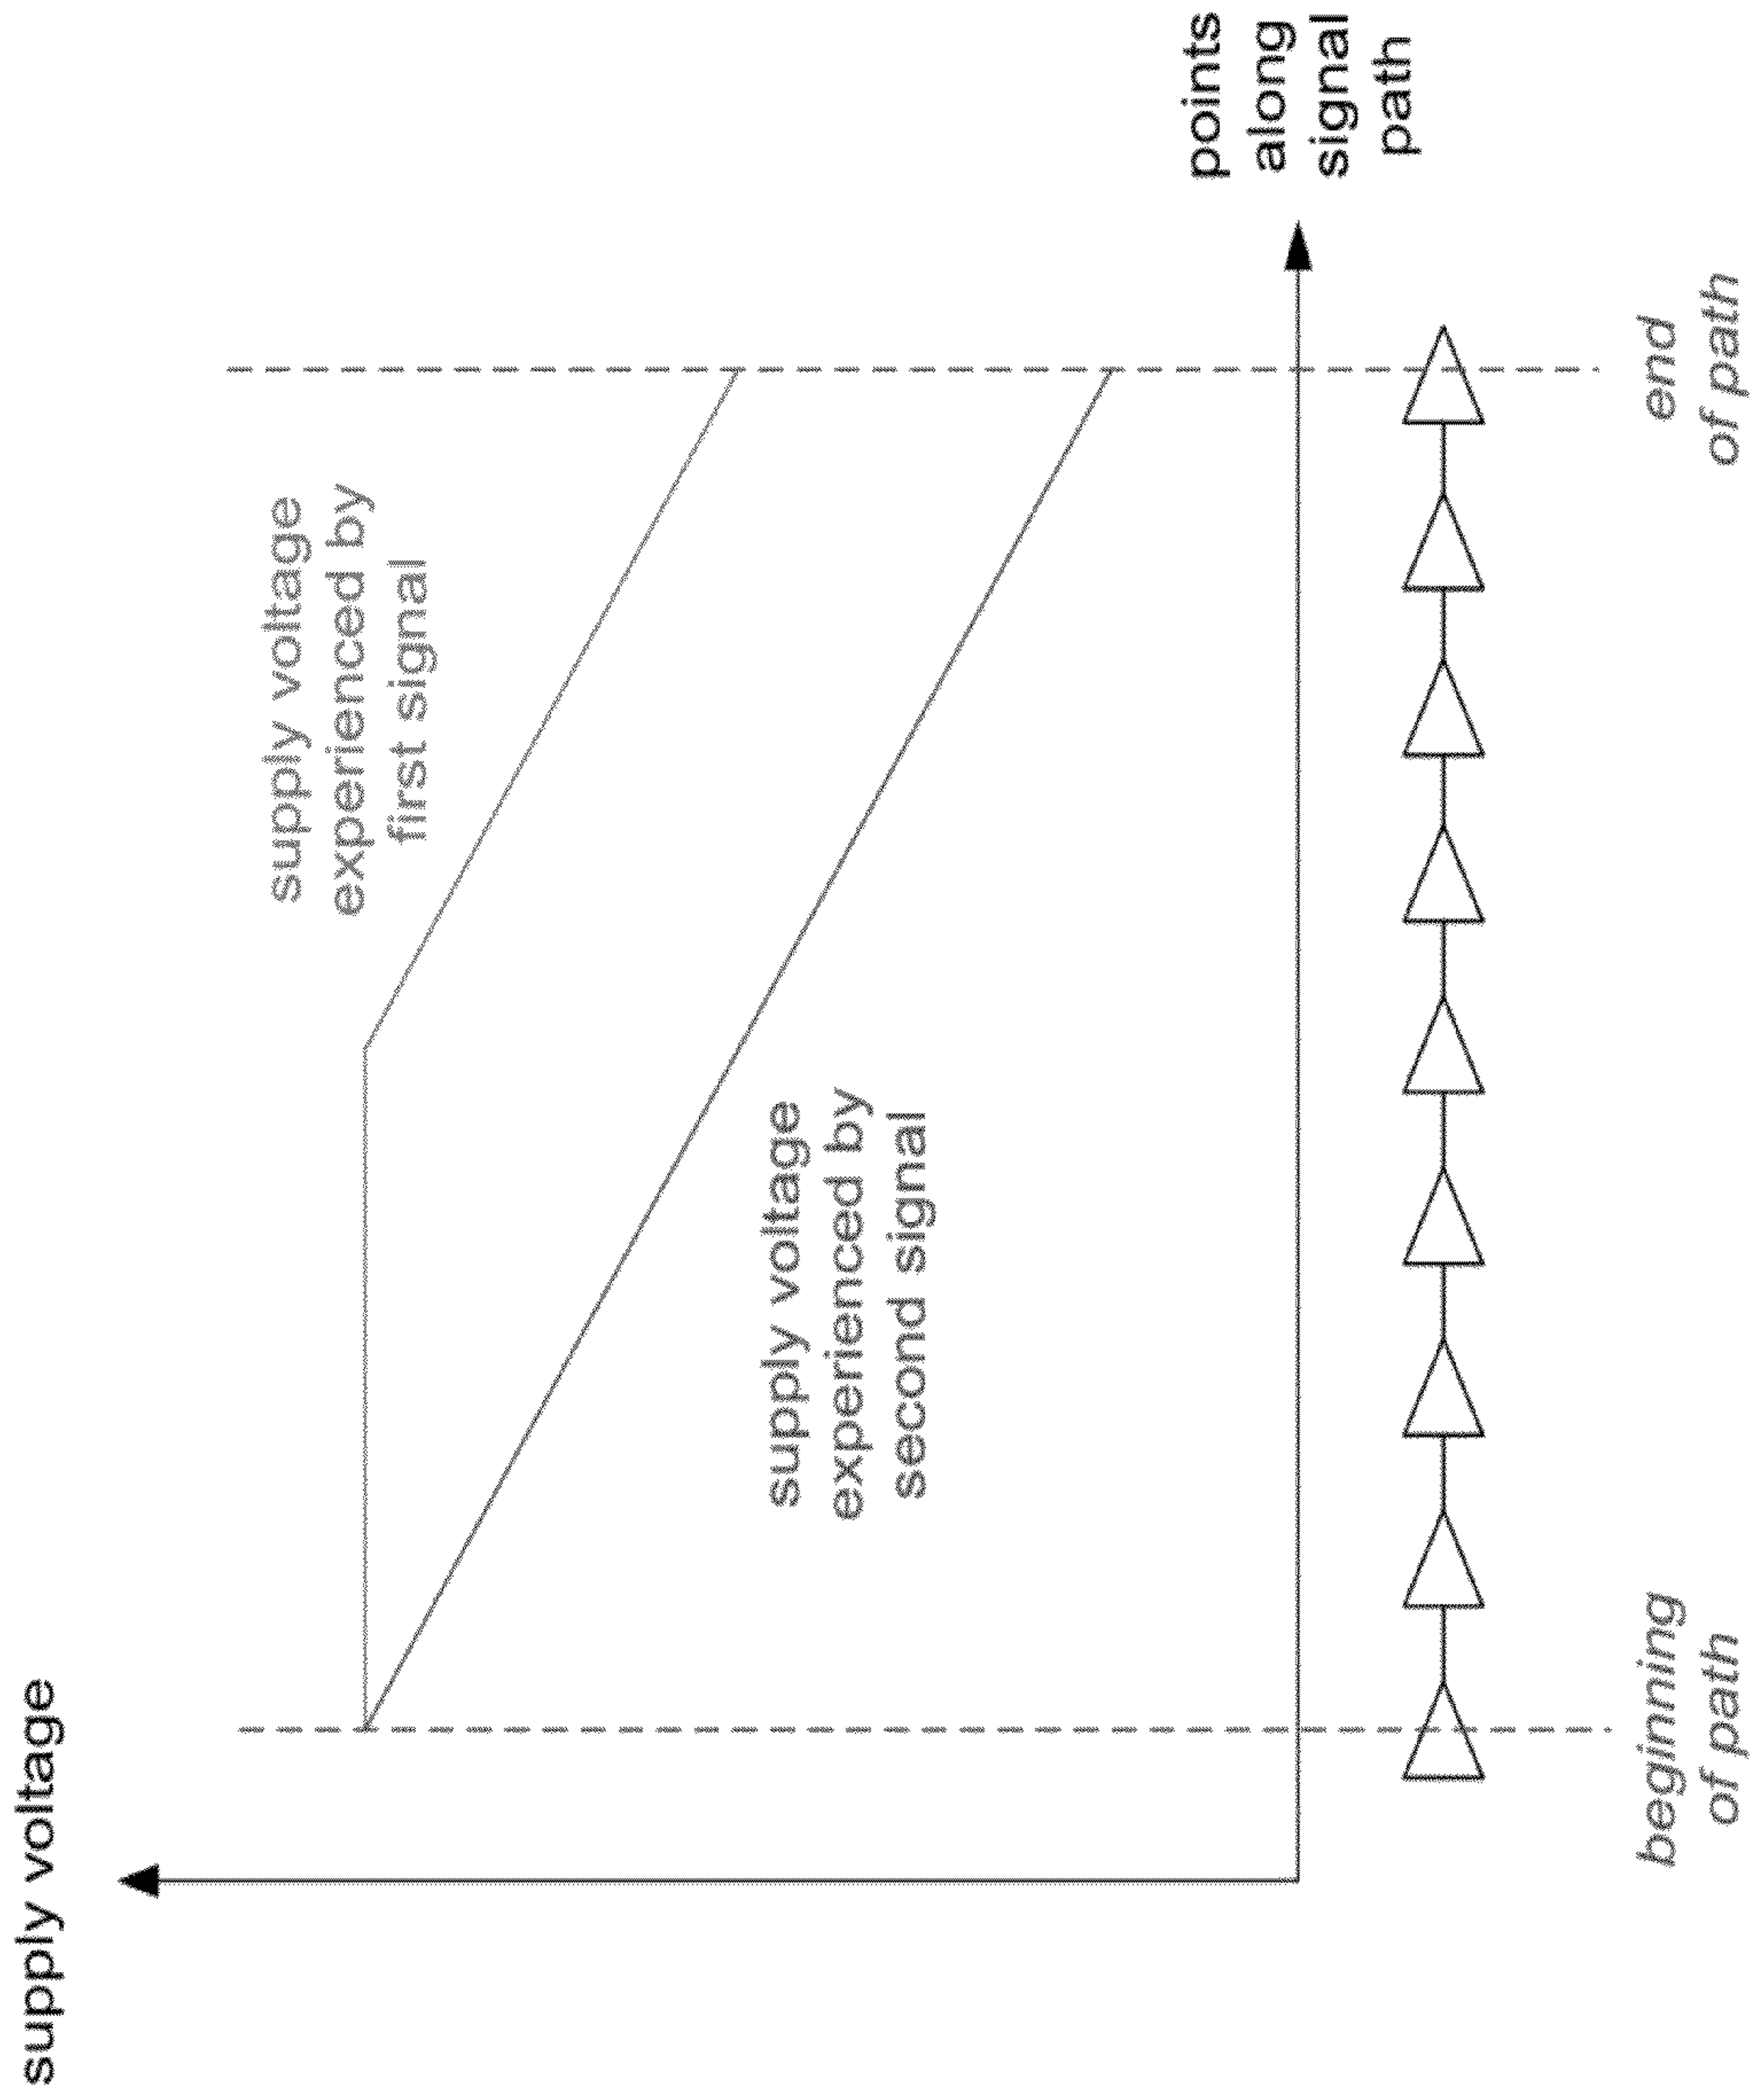 supply voltage
supply voltage
experienced by
first signal
supply voltage
experienced by
second signal
points
along
signal
path
beginning
of path
end
of path